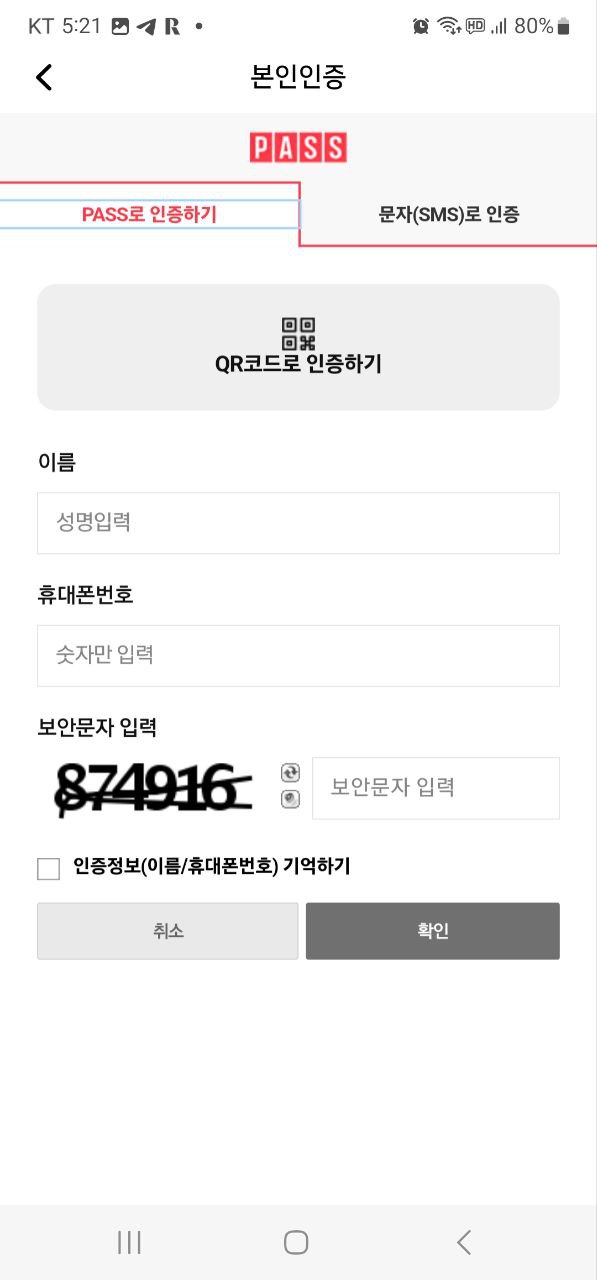 KT 5:21 R HD 80%
본인인증
PASS
PASS로 인증하기 문자(SMS)로 인증
QR코드로 인증하기
이름
성명입력
휴대폰번호
숫자만 입력
보안문자 입력
874916 보안문자 입력
인증정보(이름/휴대폰번호) 기억하기
취소 확인